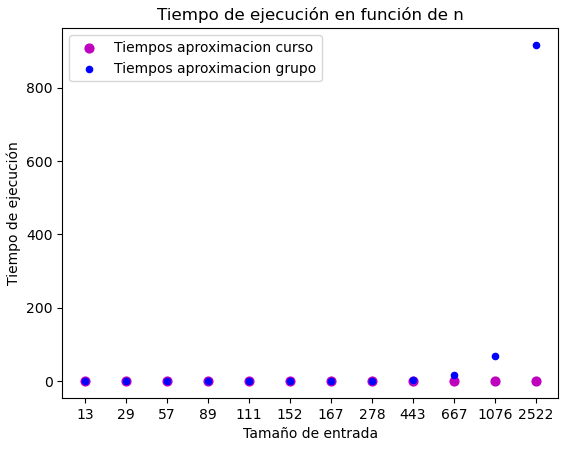 Tiempo de ejecución en función de n
Tiempos aproximacion curso
Tiempos aproximacion grupo
Tiempo de ejecución
800
600
400
200
0
13 29 57 89 111 152 167 278 443 667 1076 2522
Tamaño de entrada